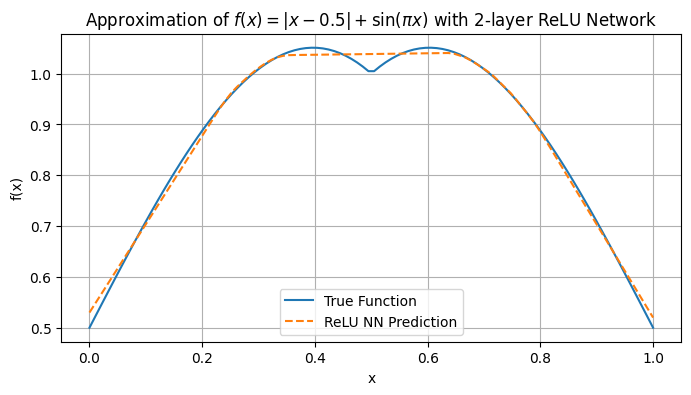 Approximation of f(x) = |x − 0.5| + sin(πx) with 2-layer ReLU Network
f(x)
1.0
0.9
0.8
0.7
0.6
0.5
True Function
ReLU NN Prediction
0.0 0.2 0.4 0.6 0.8 1.0
x